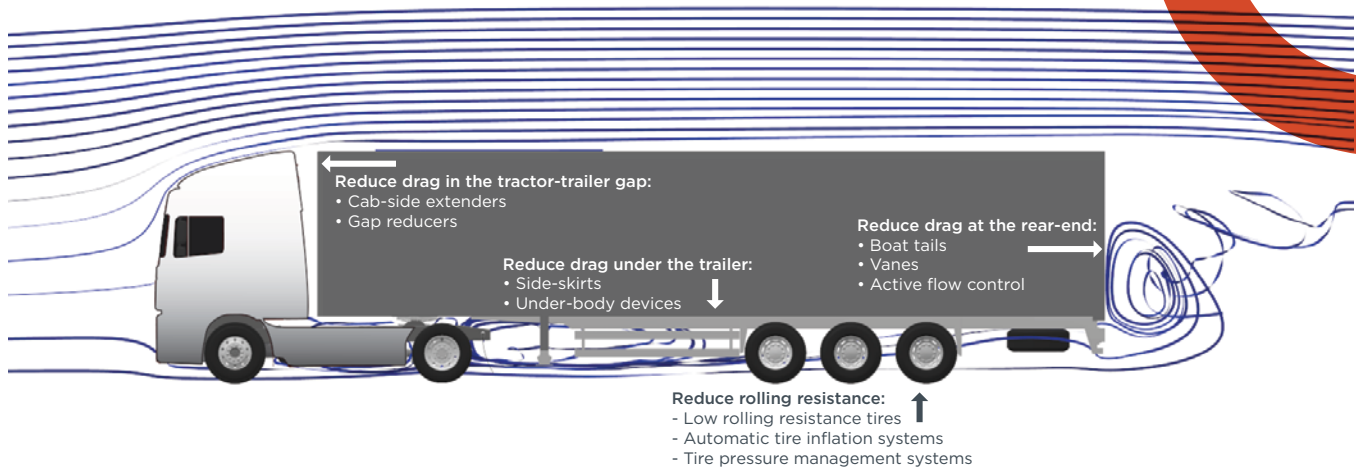 Reduce drag in the tractor-trailer gap:
• Cab-side extenders
• Gap reducers
Reduce drag under the trailer:
• Side-skirts
• Under-body devices
Reduce drag at the rear-end:
• Boat tails
• Vanes
• Active flow control
Reduce rolling resistance:
- Low rolling resistance tires
- Automatic tire inflation systems
- Tire pressure management systems